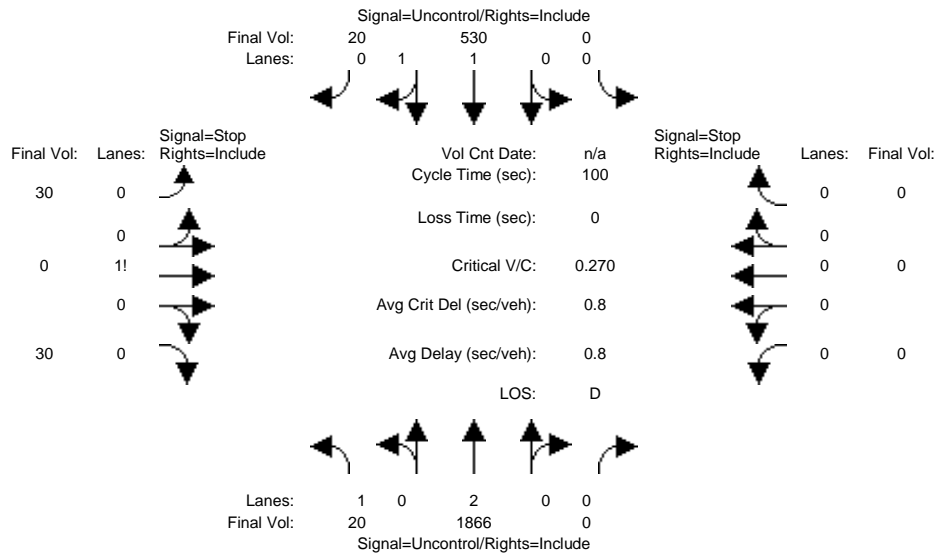 Signal=Uncontrol/Rights=Include
Final Vol: 20 530 0
Lanes: 0 1 1 0 0
Signal=Stop Signal=Stop
Final Vol: Lanes: Rights=Include Vol Cnt Date: n/a Rights=Include Lanes: Final Vol:
Cycle Time (sec): 100
30 0 0 0
Loss Time (sec): 0
0 0
0 1! Critical V/C: 0.270 0 0
0 Avg Crit Del (sec/veh): 0.8 0
30 0 Avg Delay (sec/veh): 0.8 0 0
LOS: D
Lanes: 1 0 2 0 0
Final Vol: 20 1866 0
Signal=Uncontrol/Rights=Include